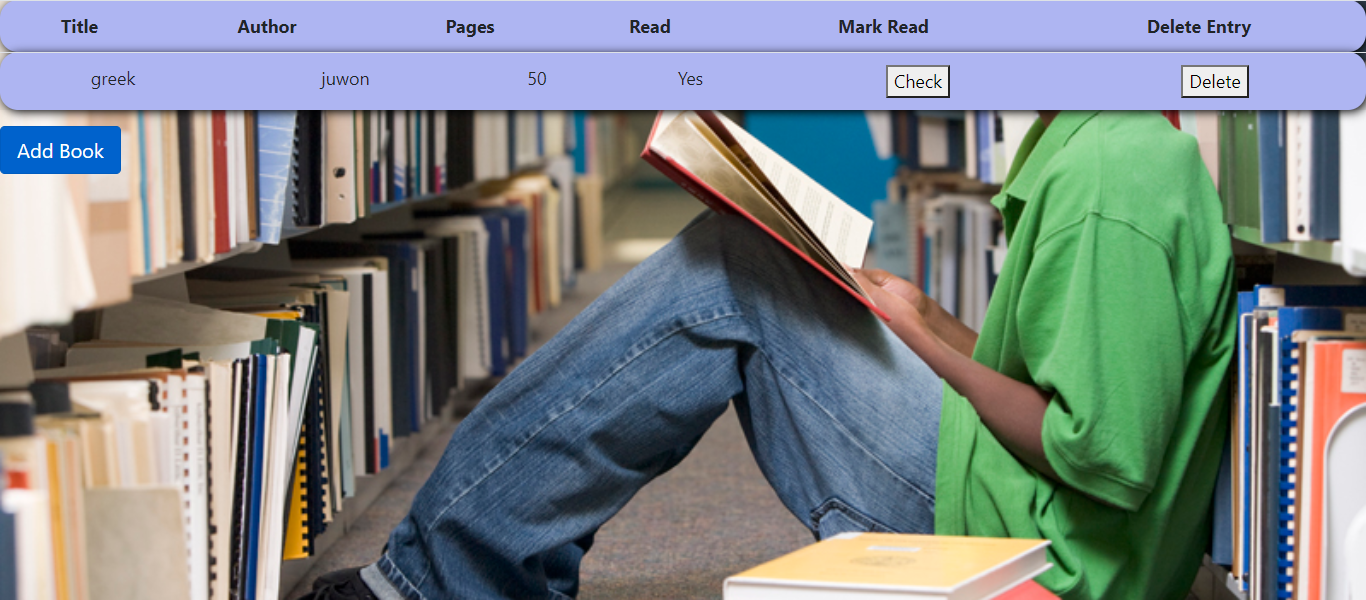 Title Author Pages Read Mark Read Delete Entry
greek juwon 50 Yes Check Delete
Add Book